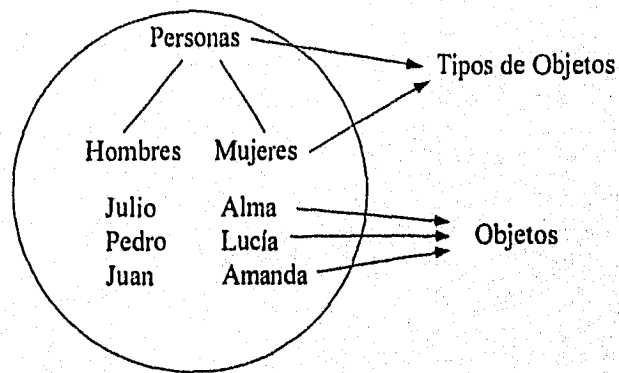 Personas
Tipos de Objetos
Hombres Mujeres
Julio Alma
Pedro Lucía Objetos
Juan Amanda